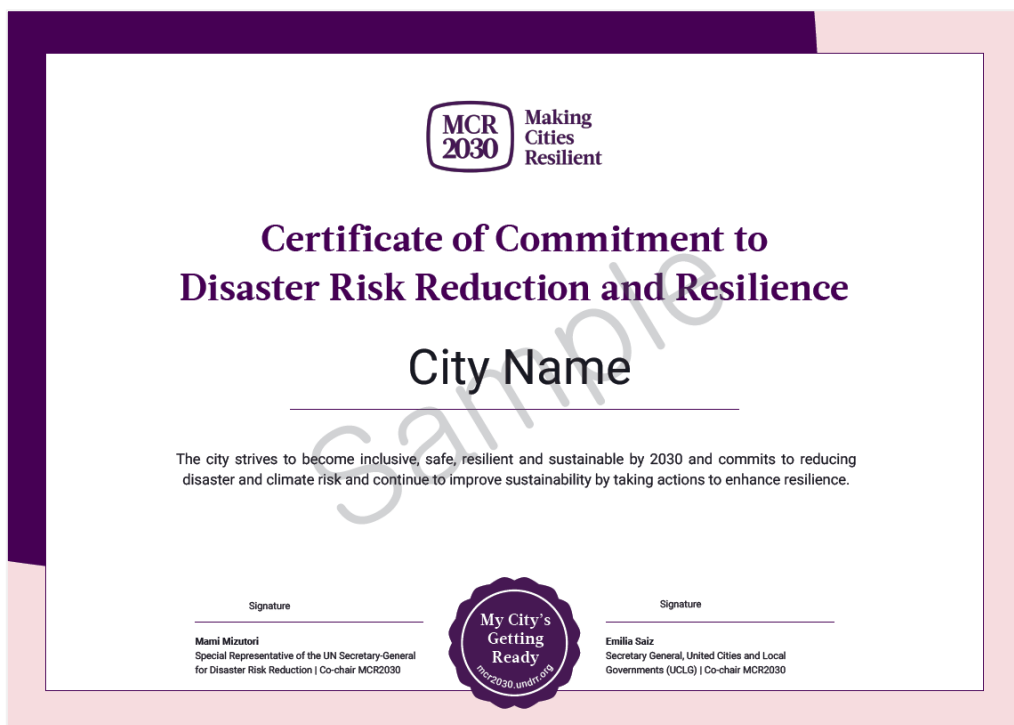 MCR
2030
Making
Cities
Resilient
Certificate of Commitment to
Disaster Risk Reduction and Resilience
City Name
Sample
The city strives to become inclusive, safe, resilient and sustainable by 2030 and commits to reducing
disaster and climate risk and continue to improve sustainability by taking actions to enhance resilience.
Signature
Mami Mizutori
Special Representative of the UN Secretary-General
for Disaster Risk Reduction | Co-chair MCR2030
My City's
Getting
Ready
mcr2030.undrr.org
Signature
Emilia Saiz
Secretary General, United Cities and Local
Governments (UCLG) | Co-chair MCR2030